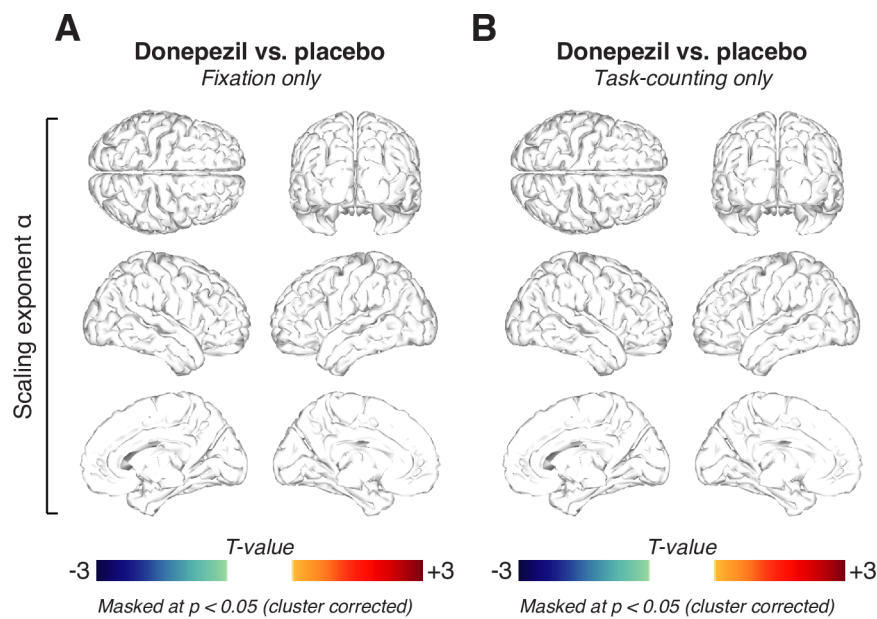 A
Donepezil vs. placebo
Fixation only
B
Donepezil vs. placebo
Task-counting only
Scaling exponent α
T-value
-3
+3
Masked at p < 0.05 (cluster corrected)
T-value
-3
+3
Masked at p < 0.05 (cluster corrected)